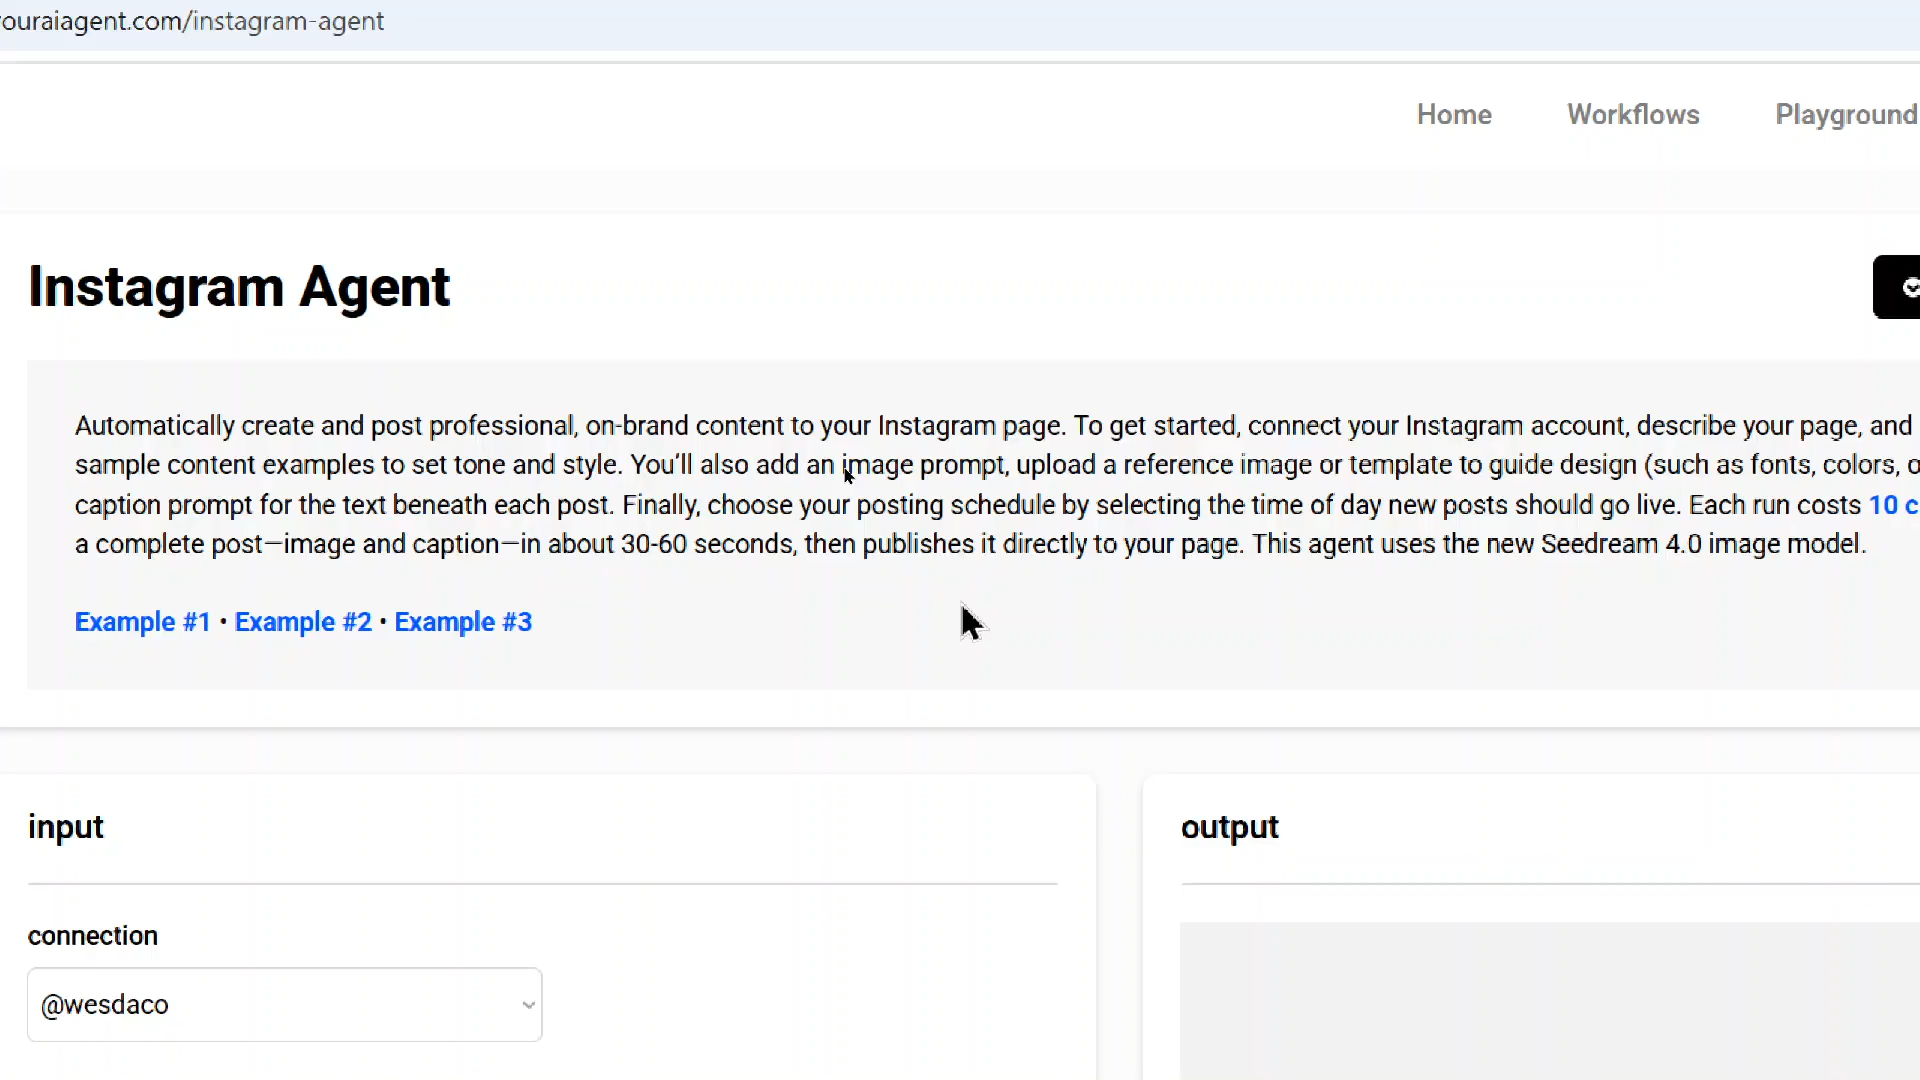 ouraiagent.com/instagram-agent
Home Workflows Playground
Instagram Agent
Automatically create and post professional, on-brand content to your Instagram page. To get started, connect your Instagram account, describe your page, and
sample content examples to set tone and style. You’ll also add an image prompt, upload a reference image or template to guide design (such as fonts, colors,
caption prompt for the text beneath each post. Finally, choose your posting schedule by selecting the time of day new posts should go live. Each run costs 10
a complete post—image and caption—in about 30-60 seconds, then publishes it directly to your page. This agent uses the new Seedream 4.0 image model.
Example #1 • Example #2 • Example #3
input
output
connection
@wesdaco